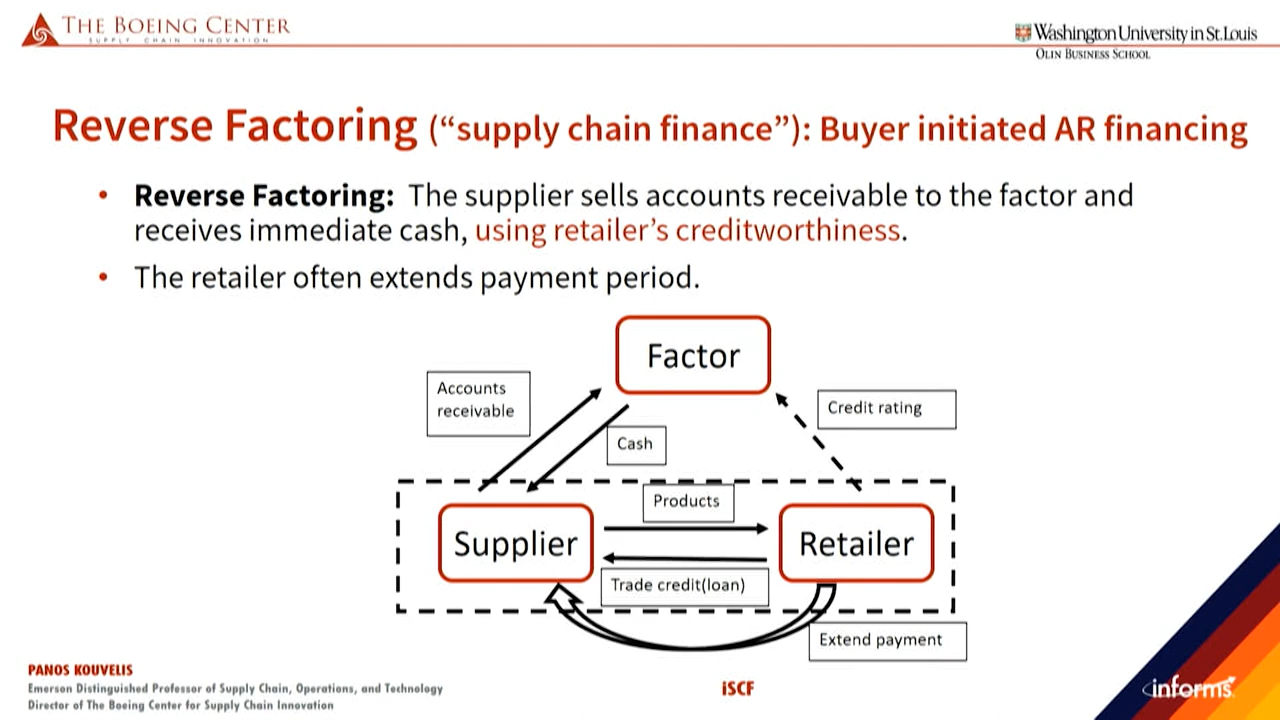 THE BOEING CENTER
SUPPLY CHAIN INNOVATION
Washington University in St. Louis
OLIN BUSINESS SCHOOL
Reverse Factoring (“supply chain finance”): Buyer initiated AR financing
• Reverse Factoring: The supplier sells accounts receivable to the factor and
receives immediate cash, using retailer’s creditworthiness.
• The retailer often extends payment period.
Factor
Accounts
receivable
Credit rating
Cash
Products
Supplier
Retailer
Trade credit(loan)
Extend payment
PANOS KOUVELIS
Emerson Distinguished Professor of Supply Chain, Operations, and Technology
Director of The Boeing Center for Supply Chain Innovation
iSCF
informs